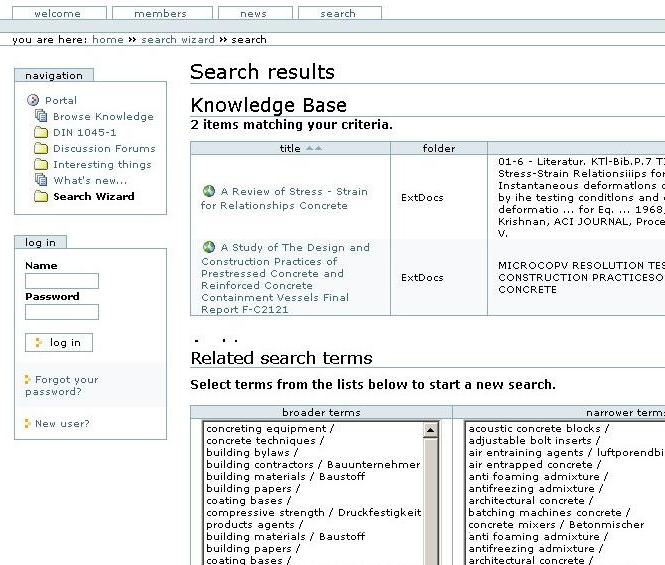 welcome
members
news
search
you are here: home » search wizard » search
navigation
Portal
Browse Knowledge
DIN 1045-1
Discussion Forums
Interesting things
What's new...
Search Wizard
log in
Name
Password
log in
Forgot your
password?
New user?
Search results
Knowledge Base
2 items matching your criteria.
title
folder
A Review of Stress - Strain
for Relationships Concrete
ExtDocs
01-6 - Literatur. KTl-Bib.P.7 T
Stress-Strain Relationsiiips for
Instantaneous deformatlons
by ihe testing conditlons and
deformatio ... for Eq. ... 1968,
Krishnan, ACI JOURNAL, Proce
V.
A Study of The Design and
Construction Practices of
Prestressed Concrete and
Reinforced Concrete
Containment Vessels Final
Report F-C2121
ExtDocs
MICROCOPV RESOLUTION TES
CONSTRUCTION PRACTICESO
CONCRETE
Related search terms
Select terms from the lists below to start a new search.
broader terms
concreting equipment /
concrete techniques /
building bylaws /
building contractors / Bauunternehmer
building materials / Baustoff
building papers /
coating bases /
compressive strength / Druckfestigkeit
products agents /
building materials / Baustoff
building papers /
coating bases /
narrower terms
acoustic concrete blocks /
adjustable bolt inserts /
air entraining agents / luftporenbi
air entrapped concrete /
anti foaming admixture /
antifreezing admixture /
architectural concrete /
batching machines concrete /
concrete mixers / Betonmischer
anti foaming admixture /
antifreezing admixture /
architectural concrete /